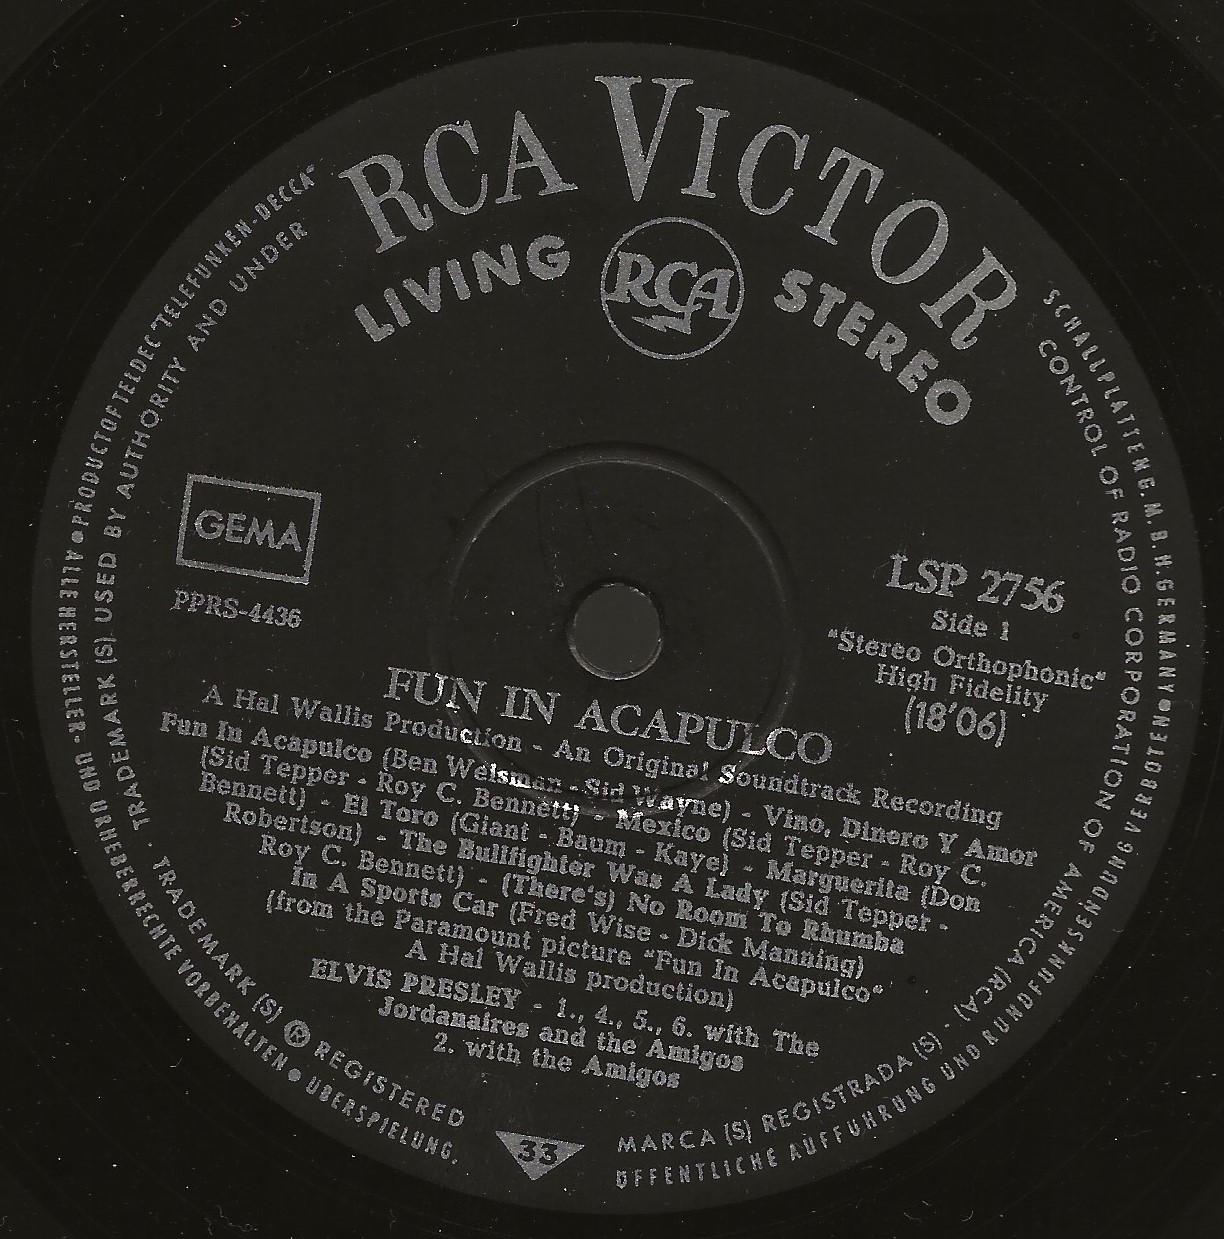 RCA VICTOR
LIVING RCA STEREO
GEMA
PPRS-4436
LSP 2756
Side 1
"Stereo Orthophonic"
High Fidelity
(18'06)
FUN IN ACAPULCO
A Hal Wallis Production - An Original Soundtrack Recording
Fun In Acapulco (Ben Weisman - Sid Wayne) - Vino, Dinero Y Amor
(Sid Tepper - Roy C. Bennett) - Mexico (Sid Tepper - Roy C.
Bennett) - El Toro (Giant - Baum - Kaye) - Marguerita (Don
Robertson) - The Bullfighter Was A Lady (Sid Tepper -
Roy C. Bennett) - (There's) No Room To Rhumba
In A Sports Car (Fred Wise - Dick Manning)
(from the Paramount picture "Fun In Acapulco"
A Hal Wallis production)
ELVIS PRESLEY - 1., 4., 5., 6. with The
Jordanaires and the Amigos
2. with the Amigos
33
PRODUCT OF TELDEC "TELEFUNKEN-DECCA" SCHALLPLATTEN G.M.B.H. GERMANY ● NELDBERUNG SENDUNG
ALLE HERSTELLER- UND URHEBERRECHTE VORBEHALTEN ● ÜBERSPIELUNG,
ÖFFENTLICHE AUFFÜHRUNG UND RUNDFUNKSENDUNG VERBOTEN
TRADEMARK (S) USED BY AUTHORITY AND UNDER CONTROL OF RADIO CORPORATION OF AMERICA (RCA)
TRADEMARK (S) ® REGISTERED
MARCA (S) REGISTRADA (S) -